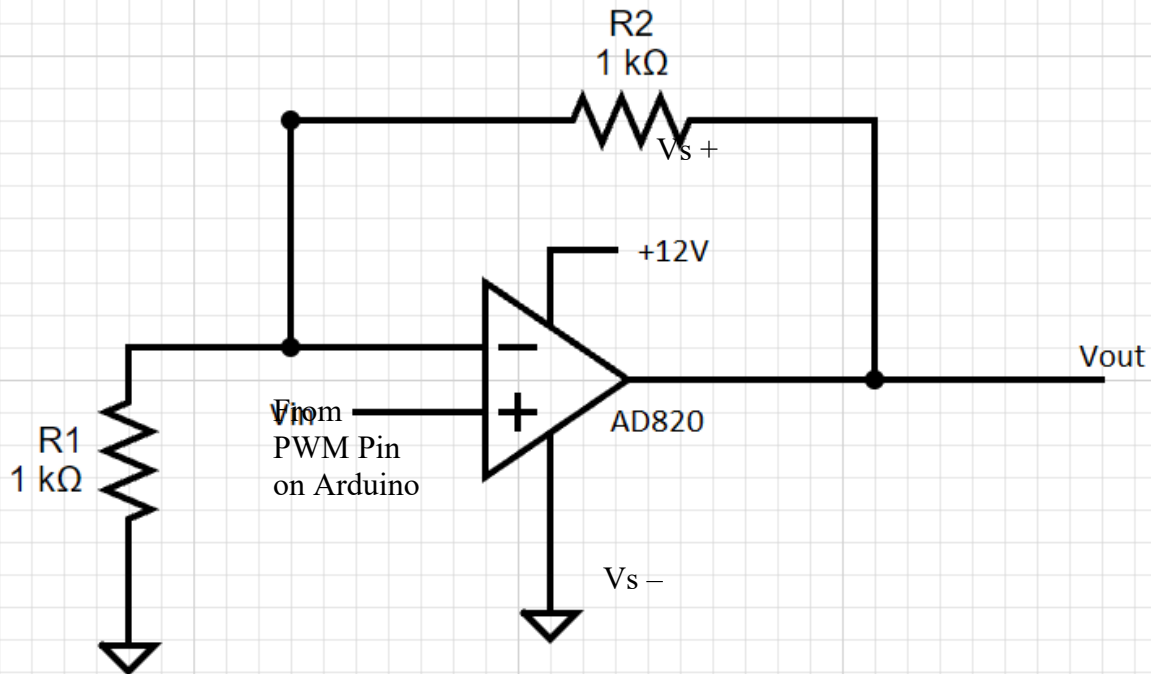 R2
1 kΩ
Vs +
+12V
Vout
Vin
From
PWM Pin
on Arduino
AD820
R1
1 kΩ
Vs –